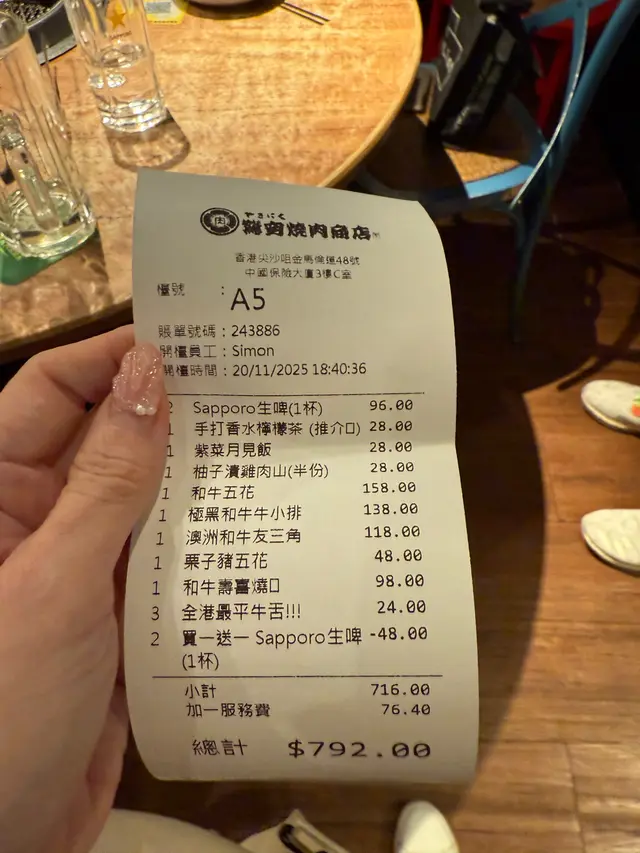 やきにく
燒肉商店
香港尖沙咀金馬倫道48號
中國保險大廈3樓C室
檯號 : A5
賬單號碼 : 243886
開檯員工 : Simon
開檯時間 : 20/11/2025 18:40:36
2 Sapporo生啤(1杯) 96.00
1 手打香水檸檬茶 (推介□) 28.00
1 紫菜月見飯 28.00
1 柚子漬雞肉山(半份) 28.00
1 和牛五花 158.00
1 極黑和牛牛小排 138.00
1 澳洲和牛友三角 118.00
1 栗子豬五花 48.00
1 和牛壽喜燒□ 98.00
3 全港最平牛舌!!! 24.00
2 買一送一 Sapporo生啤 -48.00
(1杯)
小計 716.00
加一服務費 76.40
總計 $792.00